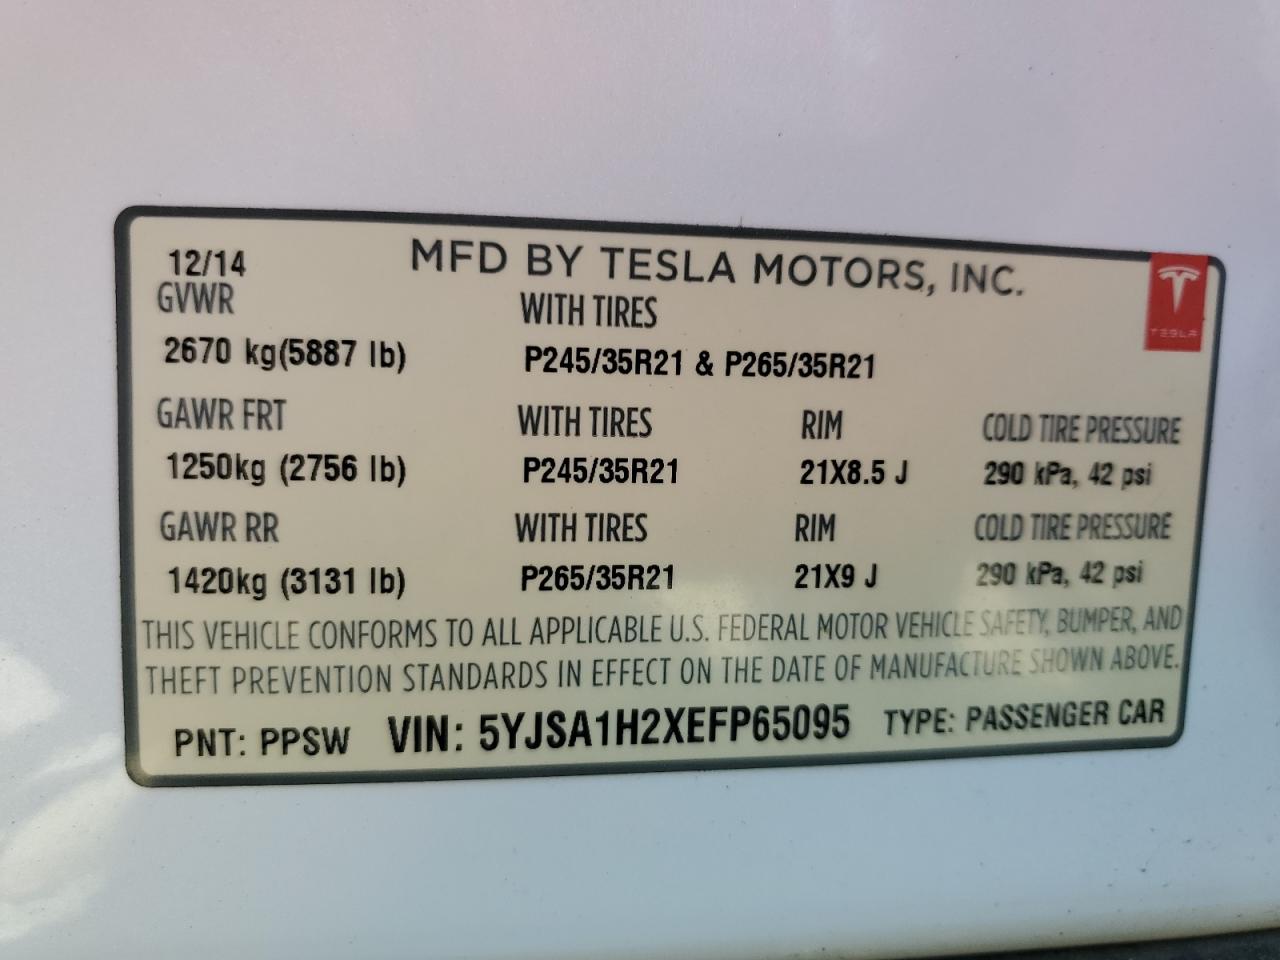 12/14 MFD BY TESLA MOTORS, INC.
TESLA
GVWR WITH TIRES
2670 kg(5887 lb) P245/35R21 & P265/35R21
GAWR FRT WITH TIRES RIM COLD TIRE PRESSURE
1250kg (2756 lb) P245/35R21 21X8.5 J 290 kPa, 42 psi
GAWR RR WITH TIRES RIM COLD TIRE PRESSURE
1420kg (3131 lb) P265/35R21 21X9 J 290 kPa, 42 psi
THIS VEHICLE CONFORMS TO ALL APPLICABLE U.S. FEDERAL MOTOR VEHICLE SAFETY, BUMPER, AND
THEFT PREVENTION STANDARDS IN EFFECT ON THE DATE OF MANUFACTURE SHOWN ABOVE.
PNT: PPSW VIN: 5YJSA1H2XEFP65095 TYPE: PASSENGER CAR